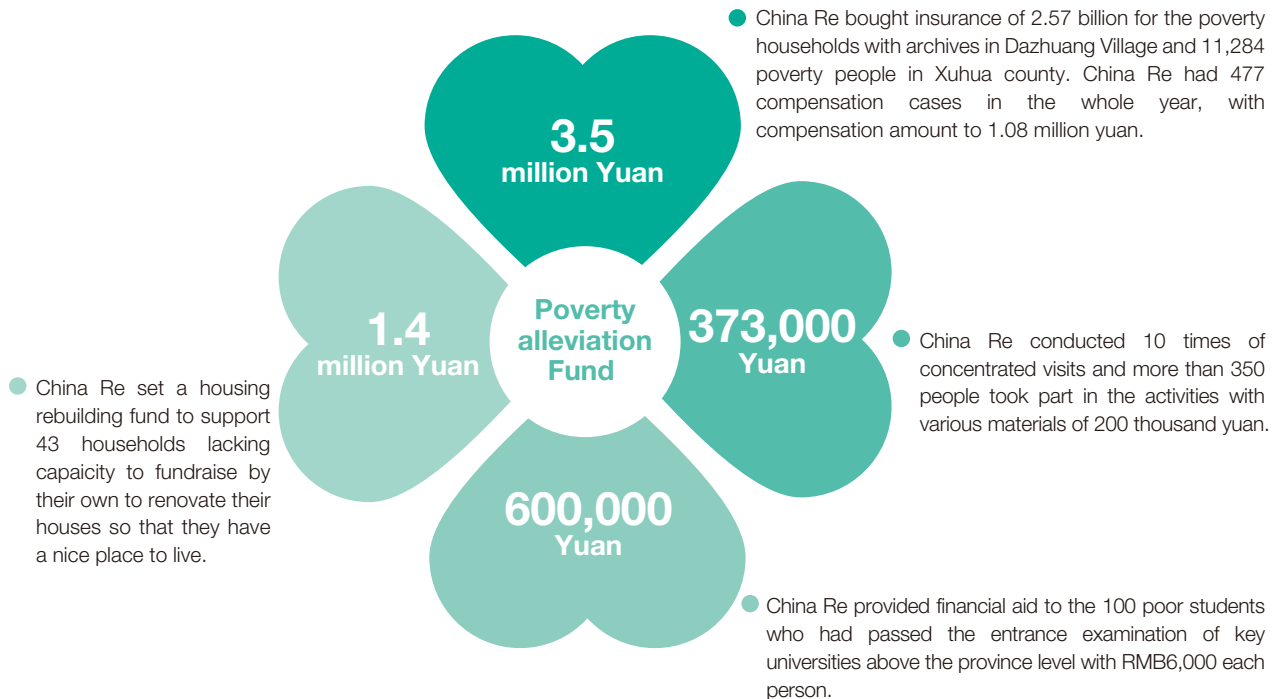 China Re bought insurance of 2.57 billion for the poverty
households with archives in Dazhuang Village and 11,284
poverty people in Xuhua county. China Re had 477
compensation cases in the whole year, with
compensation amount to 1.08 million yuan.
3.5
million Yuan
Poverty
alleviation
Fund
373,000
Yuan
China Re conducted 10 times of
concentrated visits and more than 350
people took part in the activities with
various materials of 200 thousand yuan.
1.4
million Yuan
China Re set a housing
rebuilding fund to support
43 households lacking
capaicity to fundraise by
their own to renovate their
houses so that they have
a nice place to live.
600,000
Yuan
China Re provided financial aid to the 100 poor students
who had passed the entrance examination of key
universities above the province level with RMB6,000 each
person.